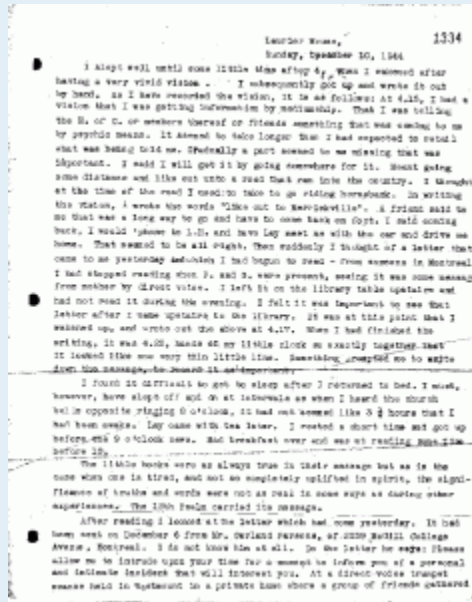 1334
Laurier House,
Sunday, December 10, 1944
I slept well until some little time after 4, when I wakened after
having a very vivid vision. I subsequently got up and wrote it out
by hand. As I have recorded the vision, it is as follows: At 4.15, I had a
vision that I was getting information by mediumship. That I was telling
the H. of C. or members thereof or friends something that was coming to me
by psychic means. It seemed to take longer than I had expected to retail
what was being told me. Gradually a part seemed to me missing that was
important. I said I will get it by going somewhere for it. Meant going
some distance and like out onto a road that ran into the country. I thought
at the time of the road I used to take to go riding horseback. In writing
the vision, I wrote the words "like out to". A friend said to
me that was a long way to go and have to come back on foot. I said coming
back, I would 'phone to L.H. and have Lay meet me with the car and drive me
home. That seemed to be all right. Then suddenly I thought of a letter that
came to me yesterday and which I had begun to read - from someone in Montreal
I had stopped reading when P. and were present, seeing it was some message
from mother by direct voice. I left it on the library table upstairs and
had not read it during the evening. I felt it was important to see that
letter after I came upstairs to the library. It was at this point that I
wakened up, and wrote out the above at 4.17. When I had finished the
writing, it was 4.22, hands of my little clock so exactly together that
it looked like one very thin little line. Something prompted me to write
down the message, to record it as important.
I found it difficult to get to sleep after I returned to bed. I must,
however, have slept off and on at intervals as when I heard the church
bells opposite ringing 8 o'clock, it had not seemed like 3 ½ hours that I
had been awake. Lay came with tea later. I rested a short time and got up
before the 9 o'clock news. Had breakfast over and was at reading some time
before 10.
The little books were as always true in their message but as is the
case when one is tired, and not so completely uplifted in spirit, the signi-
ficance of truths and words were not as real in some ways as during other
experiences. The Psalm carried its message.
After reading I looked at the letter which had come yesterday. It had
been sent on December 6 from Mr. Garland Parsons, of McGill College
Avenue, Montreal. I do not know him at all. In the letter he says: Please
allow me to intrude upon your time for a moment to inform you of a personal
and intimate incident that will interest you. At a direct voice trumpet
seance held in Westmount in a private home where a group of friends gathered